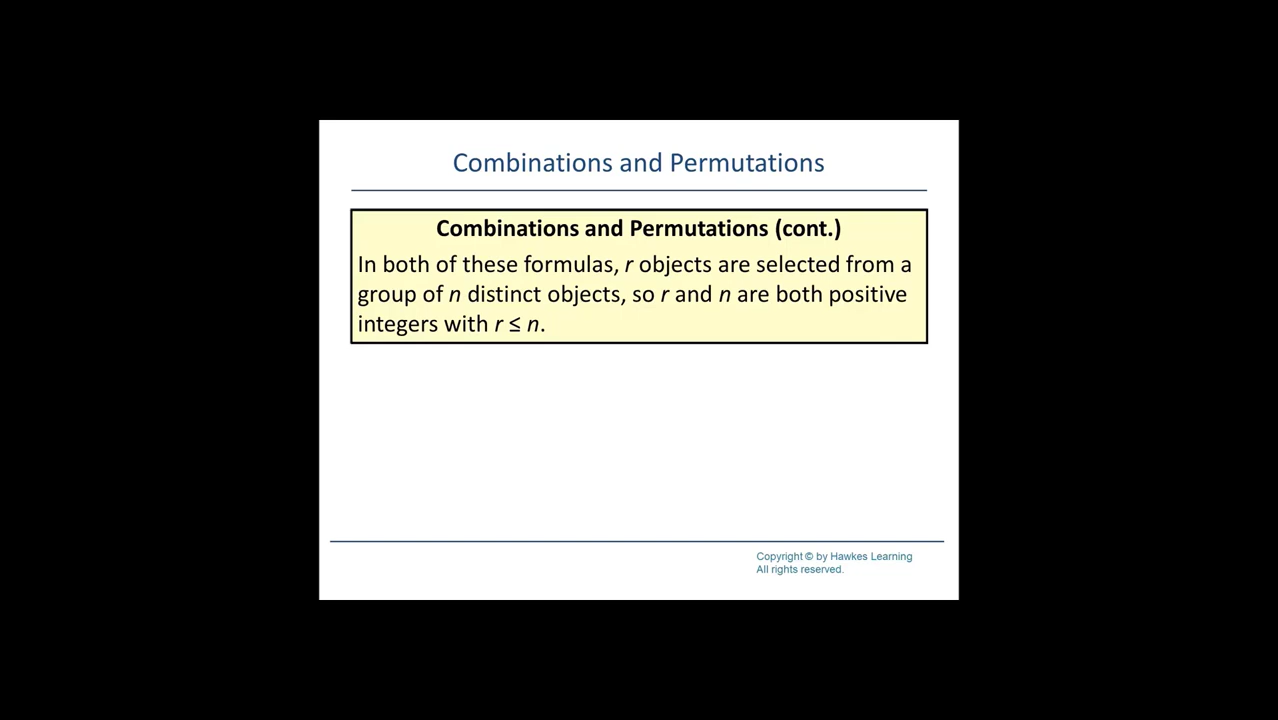 Combinations and Permutations
Combinations and Permutations (cont.)
In both of these formulas, r objects are selected from a
group of n distinct objects, so r and n are both positive
integers with r ≤ n.
Copyright © by Hawkes Learning
All rights reserved.